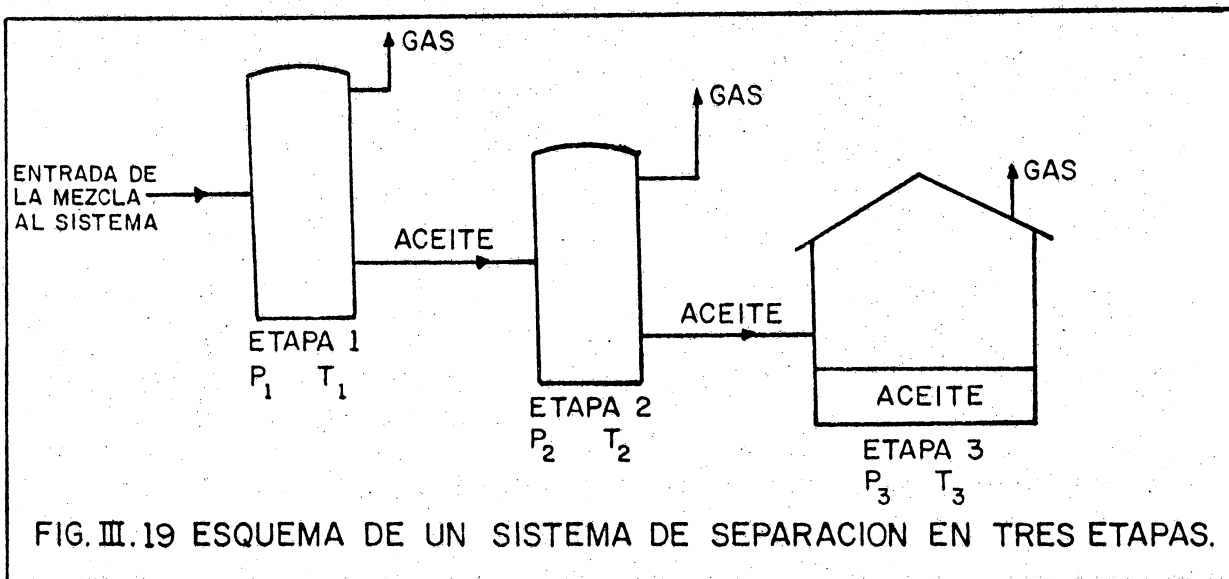 GAS
GAS
GAS
ENTRADA DE
LA MEZCLA
AL SISTEMA
ACEITE
ACEITE
ACEITE
ETAPA 1
P₁ T₁
ETAPA 2
P₂ T₂
ETAPA 3
P₃ T₃
FIG. III.19 ESQUEMA DE UN SISTEMA DE SEPARACION EN TRES ETAPAS.